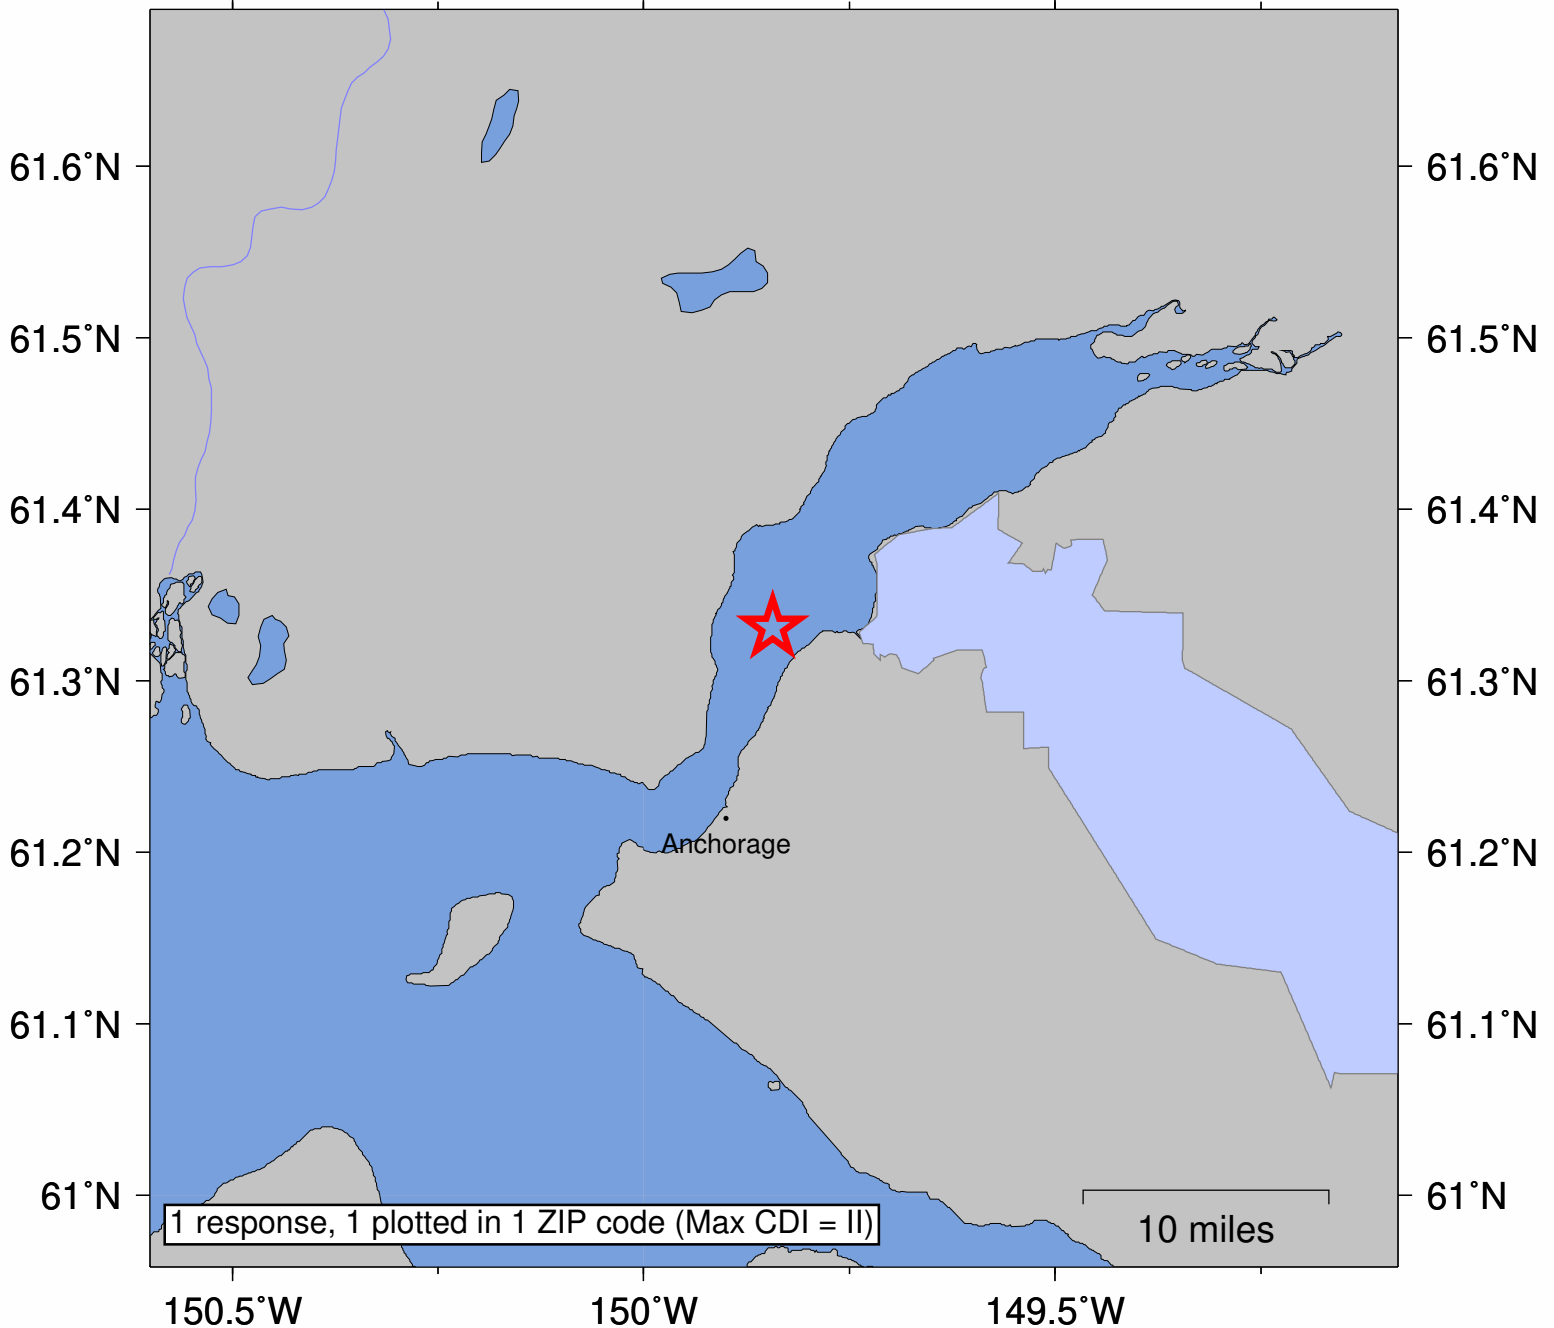 61.6˚N
61.6˚N
61.5˚N
61.5˚N
61.4˚N
61.4˚N
61.3˚N
61.3˚N
61.2˚N
Anchorage
61.2˚N
61.1˚N
61.1˚N
61˚N
61˚N
1 response, 1 plotted in 1 ZIP code (Max CDI = II)
10 miles
150.5˚W
150˚W
149.5˚W